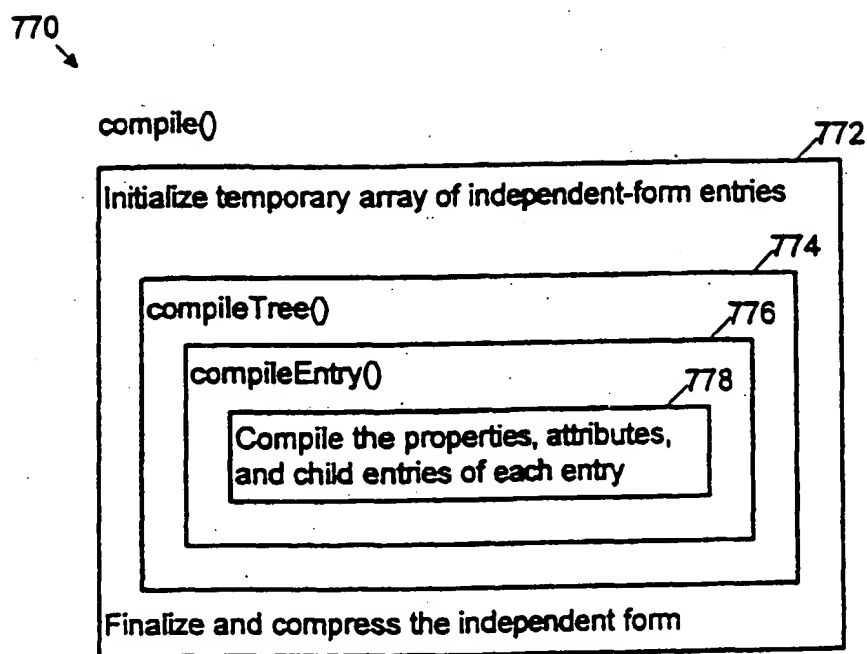 770
compile()
772
Initialize temporary array of independent-form entries
774
compileTree()
776
compileEntry()
778
Compile the properties, attributes,
and child entries of each entry
Finalize and compress the independent form